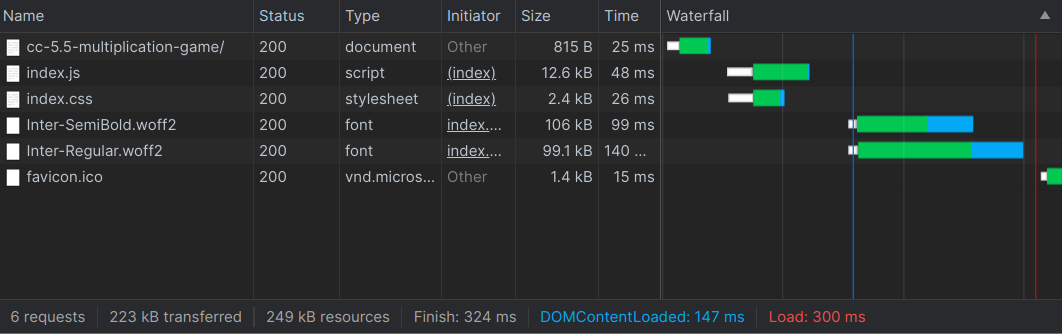 Name Status Type Initiator Size Time Waterfall
cc-5.5-multiplication-game/ 200 document Other 815 B 25 ms
index.js 200 script (index) 12.6 kB 48 ms
index.css 200 stylesheet (index) 2.4 kB 26 ms
Inter-SemiBold.woff2 200 font index.... 106 kB 99 ms
Inter-Regular.woff2 200 font index.... 99.1 kB 140 ...
favicon.ico 200 vnd.micros... Other 1.4 kB 15 ms
6 requests 223 kB transferred 249 kB resources Finish: 324 ms DOMContentLoaded: 147 ms Load: 300 ms